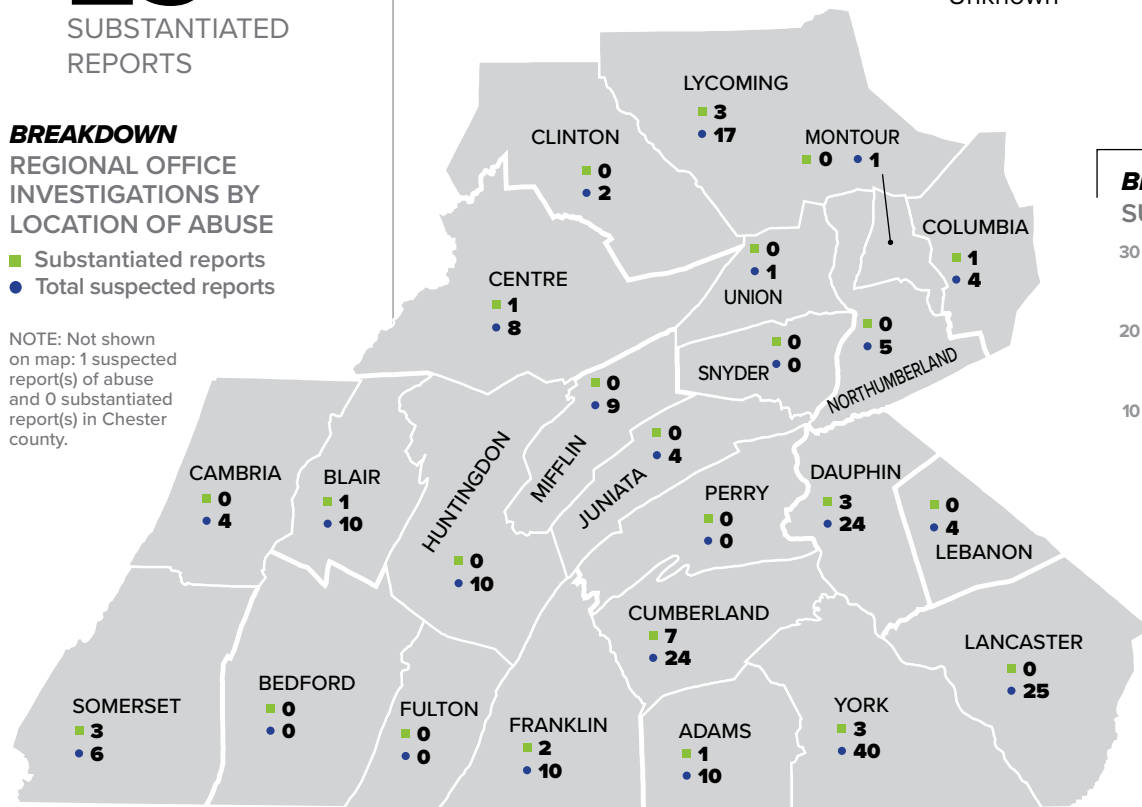 SUBSTANTIATED
REPORTS
BREAKDOWN
REGIONAL OFFICE
INVESTIGATIONS BY
LOCATION OF ABUSE
Substantiated reports
Total suspected reports
NOTE: Not shown
on map: 1 suspected
report(s) of abuse
and 0 substantiated
report(s) in Chester
county.
LYCOMING
3
17
CLINTON
0
2
MONTOUR
0 1
COLUMBIA
1
4
CENTRE
1
8
0
1
UNION
0
0
SNYDER
0
5
NORTHUMBERLAND
0
9
MIFFLIN
0
4
JUNIATA
CAMBRIA
0
4
BLAIR
1
10
HUNTINGDON
0
10
PERRY
0
0
DAUPHIN
3
24
0
4
LEBANON
CUMBERLAND
7
24
LANCASTER
0
25
SOMERSET
3
6
BEDFORD
0
0
FULTON
0
0
FRANKLIN
2
10
ADAMS
1
10
YORK
3
40
30
20
10